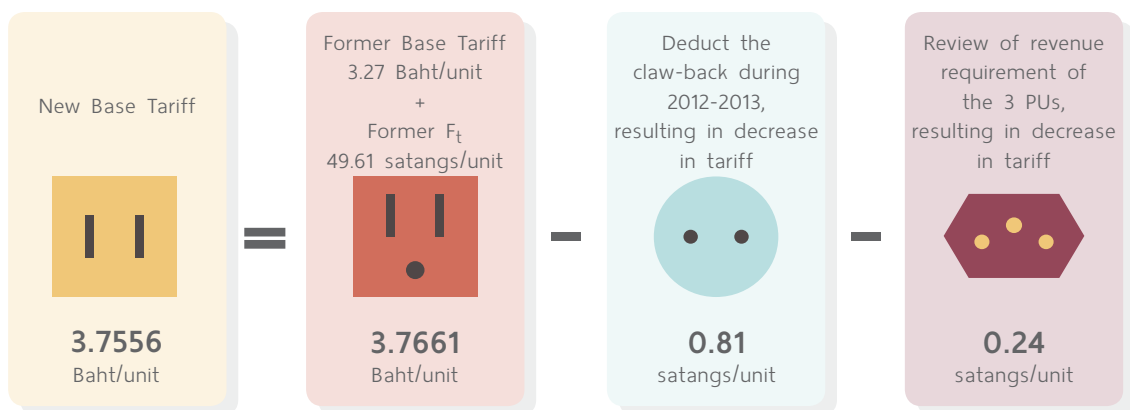 New Base Tariff
3.7556
Baht/unit
=
Former Base Tariff
3.27 Baht/unit
+
Former Ft
49.61 satangs/unit
3.7661
Baht/unit
-
Deduct the
claw-back during
2012-2013,
resulting in decrease
in tariff
0.81
satangs/unit
-
Review of revenue
requirement of
the 3 PUs,
resulting in decrease
in tariff
0.24
satangs/unit